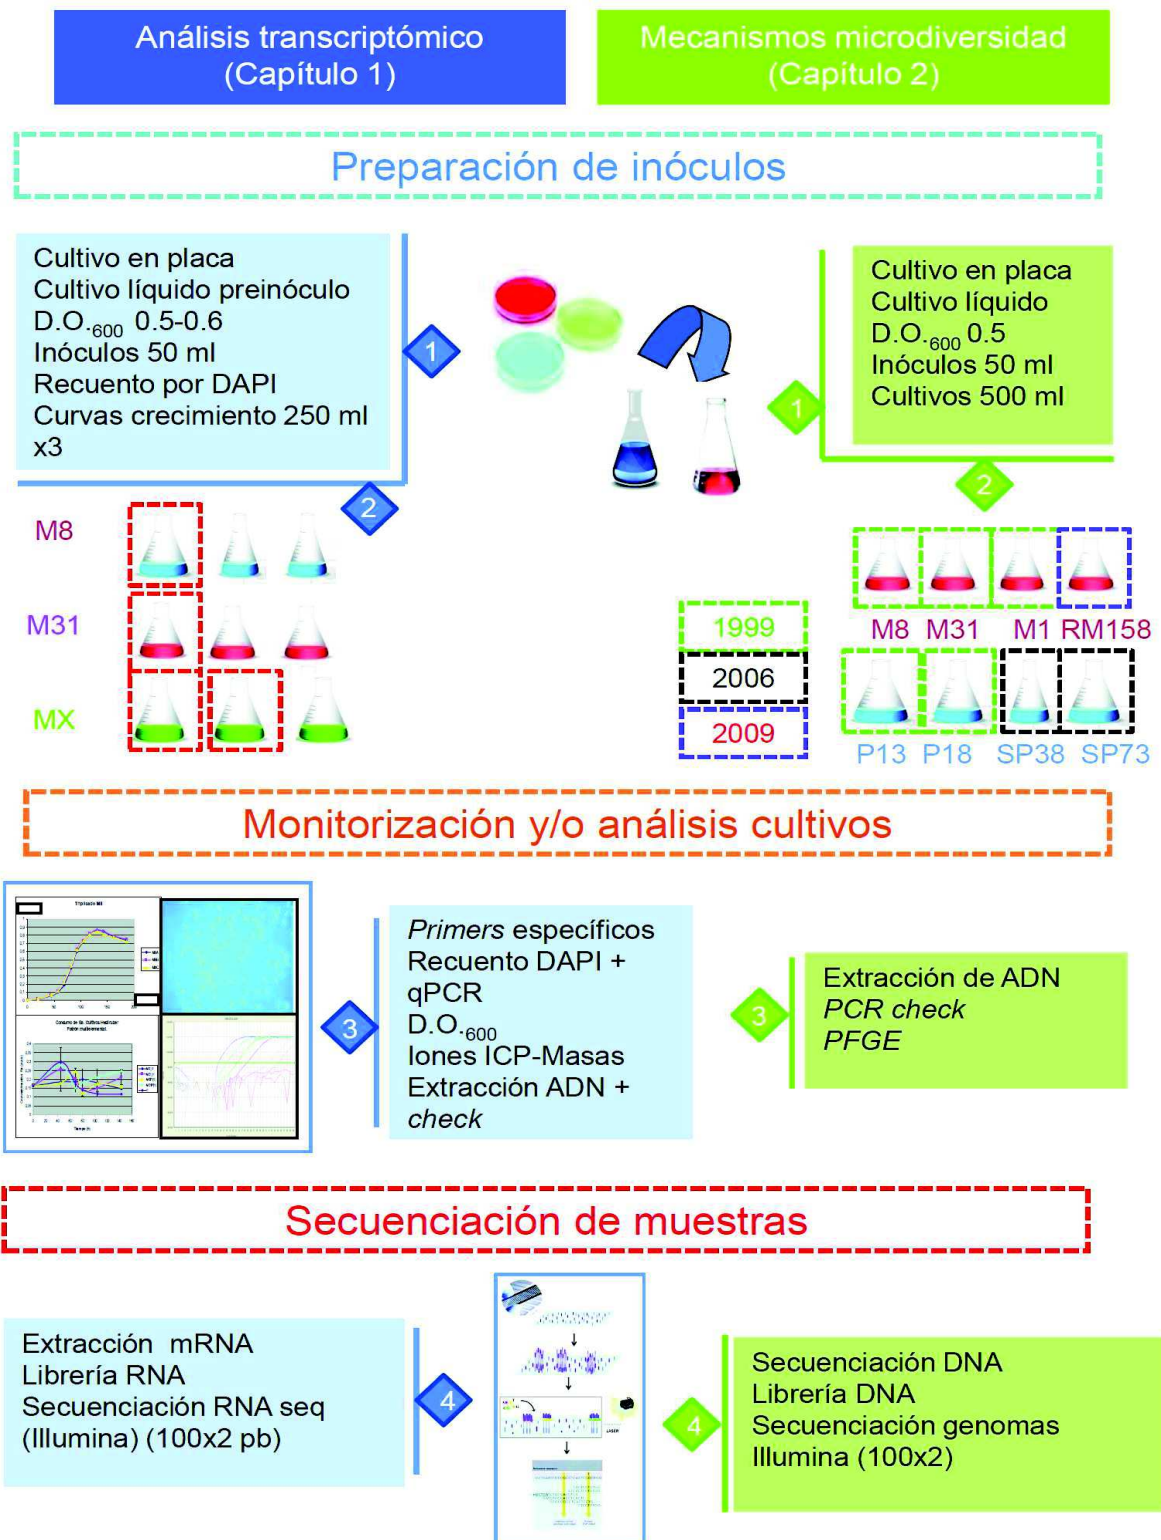 Análisis transcriptómico
(Capítulo 1)
Mecanismos microdiversidad
(Capítulo 2)
Preparación de inóculos
Cultivo en placa
Cultivo líquido preinóculo
D.O.₆₀₀ 0.5-0.6
Inóculos 50 ml
Recuento por DAPI
Curvas crecimiento 250 ml
x3
1
2
Cultivo en placa
Cultivo líquido
D.O.₆₀₀ 0.5
Inóculos 50 ml
Cultivos 500 ml
1
2
M8
M31
MX
1999
2006
2009
M8 M31 M1 RM158
P13 P18 SP38 SP73
Monitorización y/o análisis cultivos
Triplicado M8
Tiempo (h)
3
Primers específicos
Recuento DAPI +
qPCR
D.O.₆₀₀
Iones ICP-Masas
Extracción ADN +
check
3
Extracción de ADN
PCR check
PFGE
Secuenciación de muestras
Extracción mRNA
Librería RNA
Secuenciación RNA seq
(Illumina) (100x2 pb)
4
LASER
4
Secuenciación DNA
Librería DNA
Secuenciación genomas
Illumina (100x2)